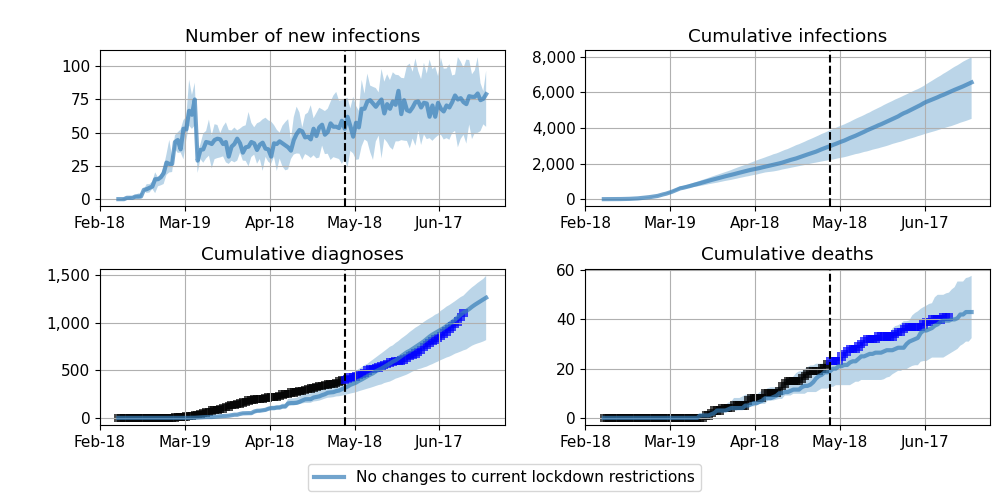 Number of new infections
100
75
50
25
0
Feb-18 Mar-19 Apr-18 May-18 Jun-17
Cumulative infections
8,000
6,000
4,000
2,000
0
Feb-18 Mar-19 Apr-18 May-18 Jun-17
Cumulative diagnoses
1,500
1,000
500
0
Feb-18 Mar-19 Apr-18 May-18 Jun-17
Cumulative deaths
60
40
20
0
Feb-18 Mar-19 Apr-18 May-18 Jun-17
No changes to current lockdown restrictions